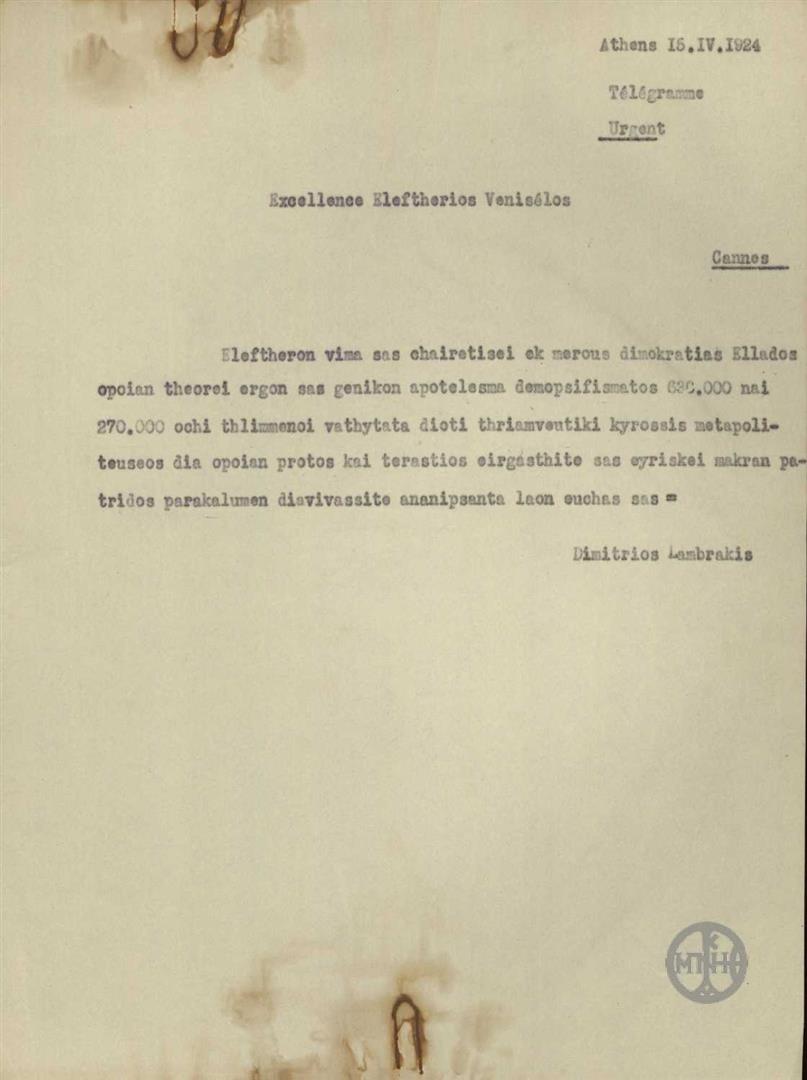 Athens 15.IV.1924
Télégramme
Urgent
Excellence Eleftherios Venisélos
Cannes
Eleftheron vima sas chairetisei ek merous dimokratias Ellados
opoian theorei ergon sas genikon apotelesma demopsifismatos nai
270.000 ochi thlimmenoi vathytata dioti thriamveutiki kyrossis metapoli-
teuseos dia opoian protos kai terastios eirgasthite sas eyriskei makran pa-
tridos parakalumen diavivassite ananipsanta laon euchas sas =
Dimitrios Lambrakis
ΜΝΗΜ